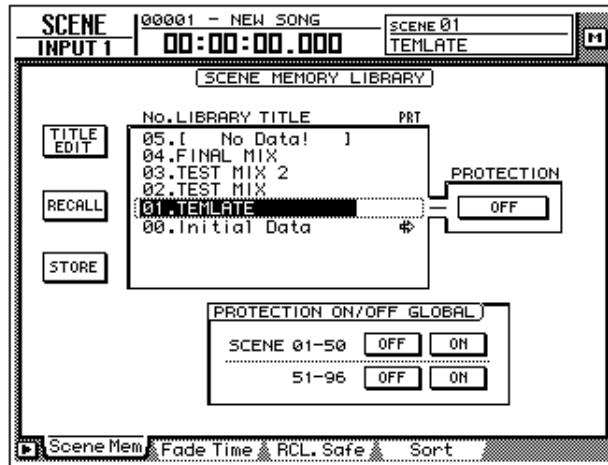 SCENE
INPUT 1
00001 - NEW SONG
00:00:00.000
SCENE 01
TEMLATE
M
SCENE MEMORY LIBRARY
No.LIBRARY TITLE PRT
05.[ No Data! ]
04.FINAL MIX
03.TEST MIX 2
02.TEST MIX
01.TEMLATE
00.Initial Data
TITLE
EDIT
RECALL
STORE
PROTECTION
OFF
PROTECTION ON/OFF GLOBAL
SCENE 01-50 OFF ON
51-96 OFF ON
Scene Mem Fade Time RCL. Safe Sort